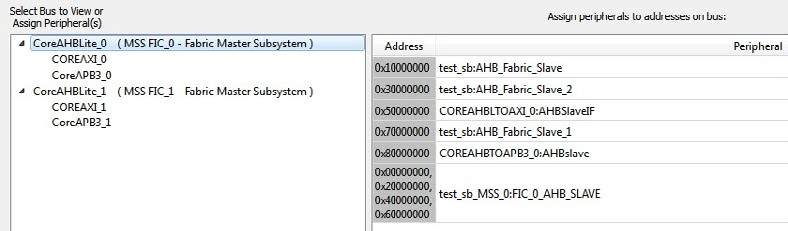 Select Bus to View or
Assign Peripheral(s)
Assign peripherals to addresses on bus:
CoreAHBLite_0 ( MSS FIC_0 - Fabric Master Subsystem )
COREAXI_0
CoreAPB3_0
CoreAHBLite_1 ( MSS FIC_1 Fabric Master Subsystem )
COREAXI_1
CoreAPB3_1
Address Peripheral
0x10000000 test_sb:AHB_Fabric_Slave
0x30000000 test_sb:AHB_Fabric_Slave_2
0x50000000 COREAHBLTOAXI_0:AHBSlaveIF
0x70000000 test_sb:AHB_Fabric_Slave_1
0x80000000 COREAHBTOAPB3_0:AHBslave
0x00000000,
0x20000000,
0x40000000,
0x60000000
test_sb_MSS_0:FIC_0_AHB_SLAVE